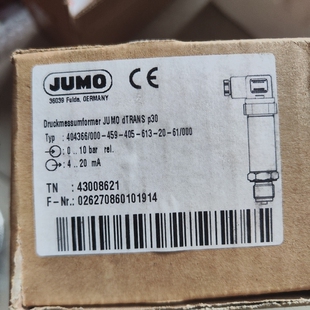 JUMO
CE
36039 Fulda, GERMANY
Druckmessumformer JUMO dTRANS p30
Typ : 404366/000-459-405-613-20-61/000
: 0 .. 10 bar rel.
: 4 .. 20 mA
TN : 43008621
F-Nr.: 026270860101914